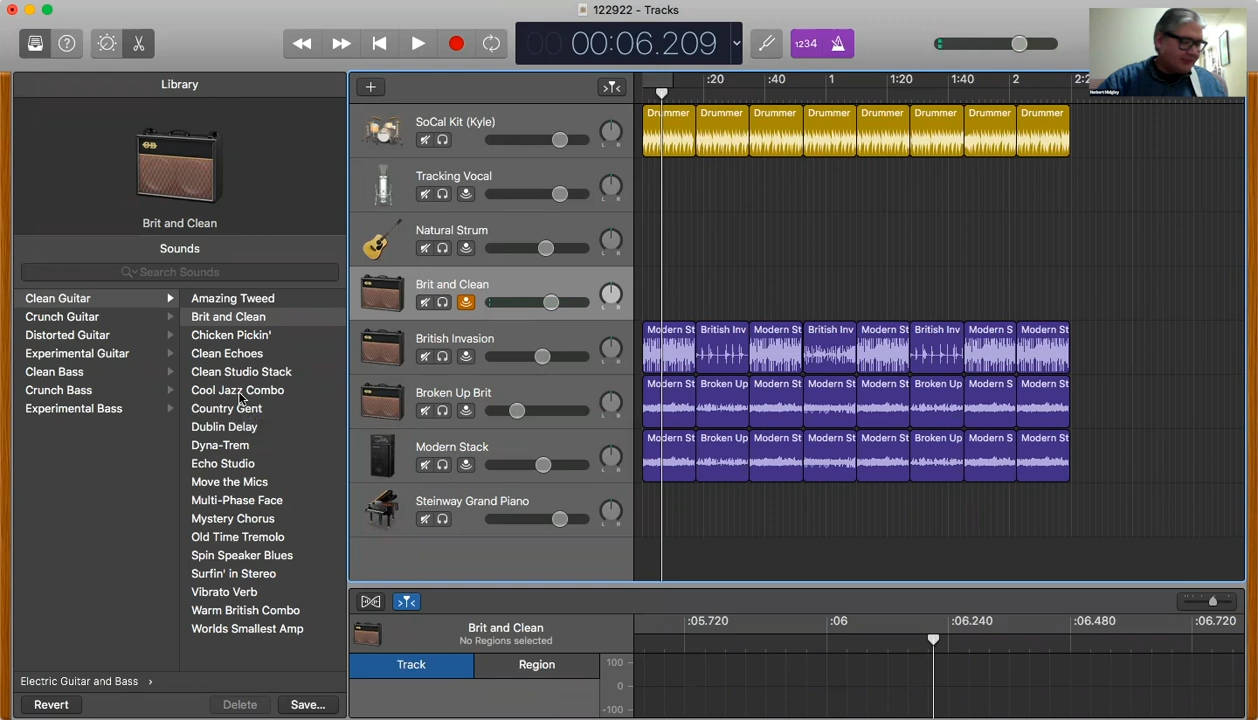 122922 - Tracks
00:06.209
1234
Herbert Midgley
Library
Brit and Clean
Sounds
Search Sounds
Clean Guitar
Crunch Guitar
Distorted Guitar
Experimental Guitar
Clean Bass
Crunch Bass
Experimental Bass
Amazing Tweed
Brit and Clean
Chicken Pickin'
Clean Echoes
Clean Studio Stack
Cool Jazz Combo
Country Gent
Dublin Delay
Dyna-Trem
Echo Studio
Move the Mics
Multi-Phase Face
Mystery Chorus
Old Time Tremolo
Spin Speaker Blues
Surfin' in Stereo
Vibrato Verb
Warm British Combo
Worlds Smallest Amp
Electric Guitar and Bass
Revert Delete Save...
:20 :40 1 1:20 1:40 2 2:2
SoCal Kit (Kyle)
L R
Drummer Drummer Drummer Drummer Drummer Drummer Drummer Drummer
Tracking Vocal
L R
Natural Strum
L R
Brit and Clean
L R
British Invasion
L R
Modern St British Inv Modern St British Inv Modern St British Inv Modern S Modern St
Broken Up Brit
L R
Modern St Broken Up Modern St Modern St Modern St Broken Up Modern S Modern St
Modern Stack
L R
Modern St Broken Up Modern St Modern St Modern St Broken Up Modern S Modern St
Steinway Grand Piano
L R
Brit and Clean
No Regions selected
Track Region
:05.720 :06 :06.240 :06.480 :06.720
100
0
-100